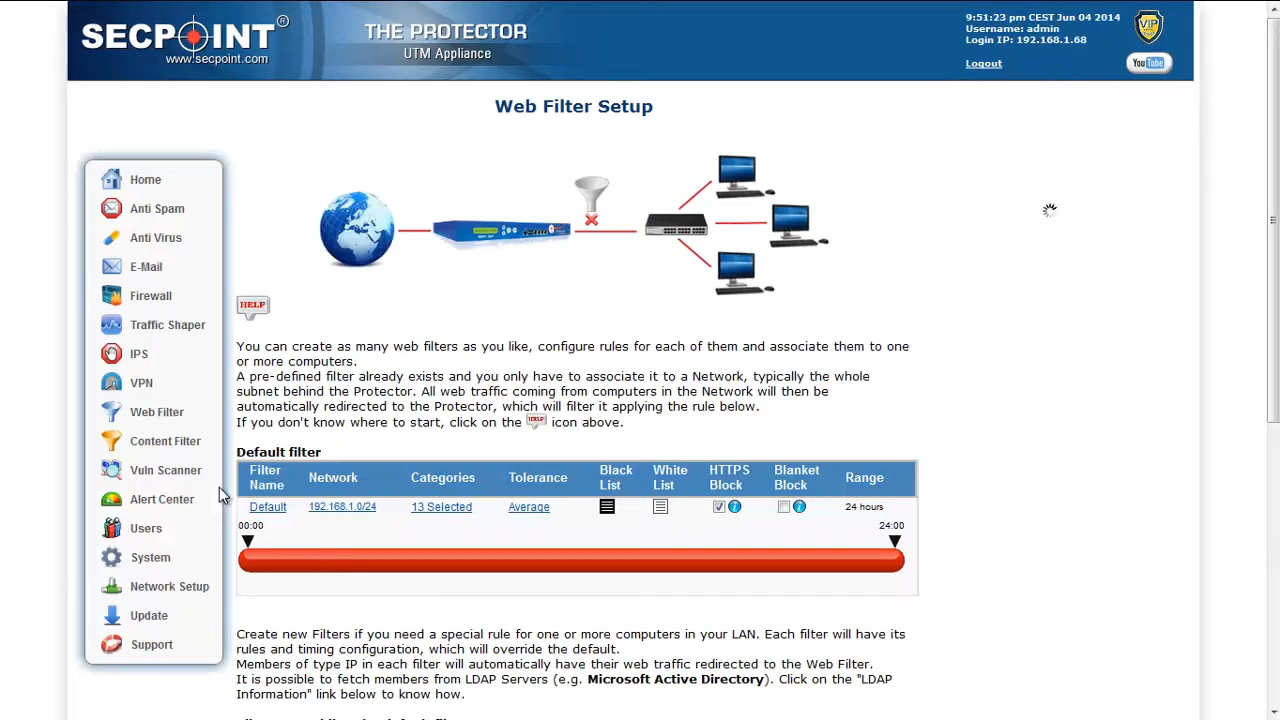 SECPOINT®
www.secpoint.com
THE PROTECTOR
UTM Appliance
9:51:23 pm CEST Jun 04 2014
Username: admin
Login IP: 192.168.1.68
VIP
Logout
You Tube
Web Filter Setup
Home
Anti Spam
Anti Virus
E-Mail
Firewall
Traffic Shaper
IPS
VPN
Web Filter
Content Filter
Vuln Scanner
Alert Center
Users
System
Network Setup
Update
Support
HELP
You can create as many web filters as you like, configure rules for each of them and associate them to one
or more computers.
A pre-defined filter already exists and you only have to associate it to a Network, typically the whole
subnet behind the Protector. All web traffic coming from computers in the Network will then be
automatically redirected to the Protector, which will filter it applying the rule below.
If you don't know where to start, click on the HELP icon above.
Default filter
Filter Name Network Categories Tolerance Black List White List HTTPS Block Blanket Block Range
Default 192.168.1.0/24 13 Selected Average 24 hours
00:00 24:00
Create new Filters if you need a special rule for one or more computers in your LAN. Each filter will have its
rules and timing configuration, which will override the default.
Members of type IP in each filter will automatically have their web traffic redirected to the Web Filter.
It is possible to fetch members from LDAP Servers (e.g. Microsoft Active Directory). Click on the "LDAP
Information" link below to know how.